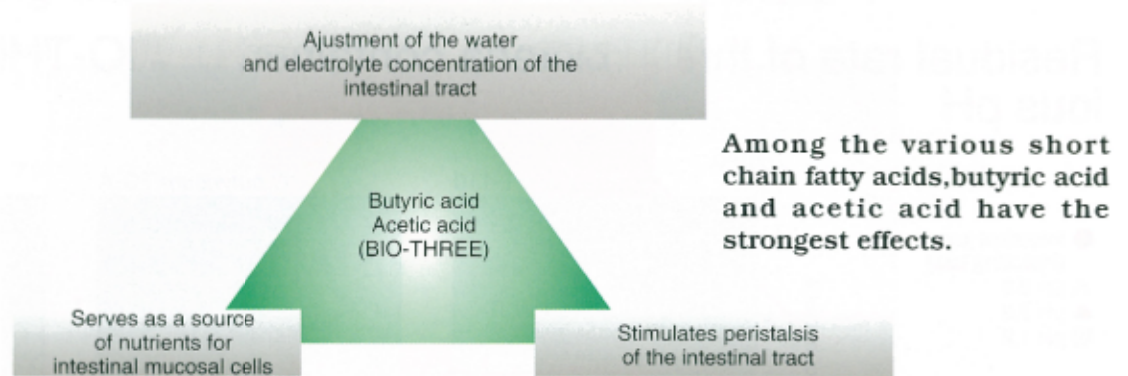 Ajustment of the water
and electrolyte concentration of the
intestinal tract
Among the various short
chain fatty acids,butyric acid
and acetic acid have the
strongest effects.
Butyric acid
Acetic acid
(BIO-THREE)
Serves as a source
of nutrients for
intestinal mucosal cells
Stimulates peristalsis
of the intestinal tract